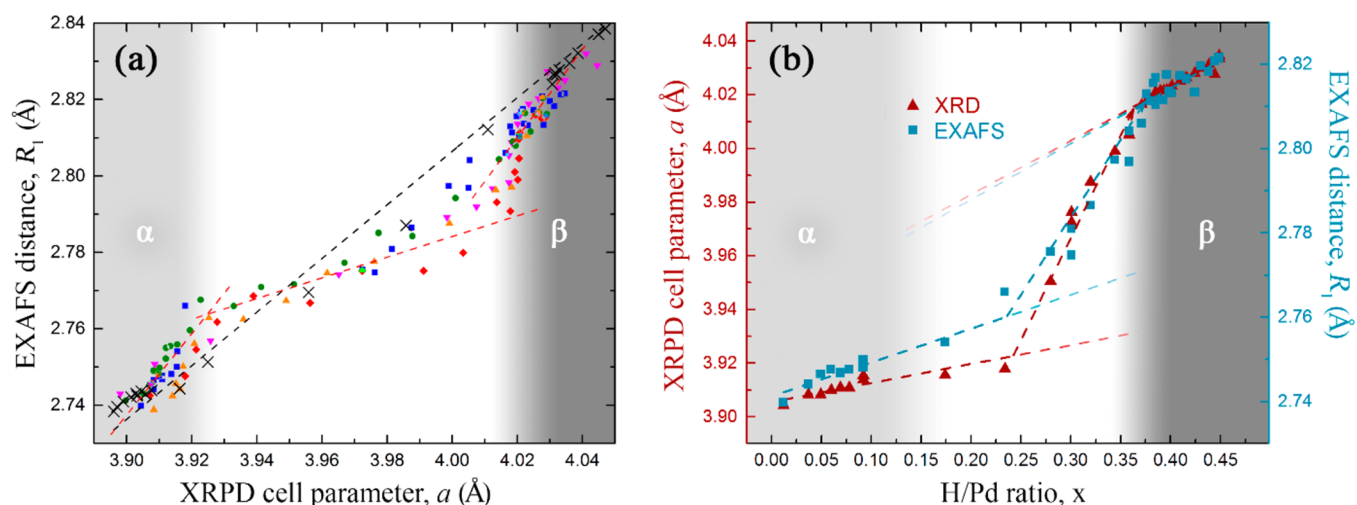 (a)
α
β
EXAFS distance, R1 (Å)
2.84
2.82
2.80
2.78
2.76
2.74
3.90 3.92 3.94 3.96 3.98 4.00 4.02 4.04
XRPD cell parameter, a (Å)
(b)
XRD
EXAFS
α
β
XRPD cell parameter, a (Å)
4.04
4.02
4.00
3.98
3.96
3.94
3.92
3.90
EXAFS distance, R1 (Å)
2.82
2.80
2.78
2.76
2.74
0.00 0.05 0.10 0.15 0.20 0.25 0.30 0.35 0.40 0.45
H/Pd ratio, x